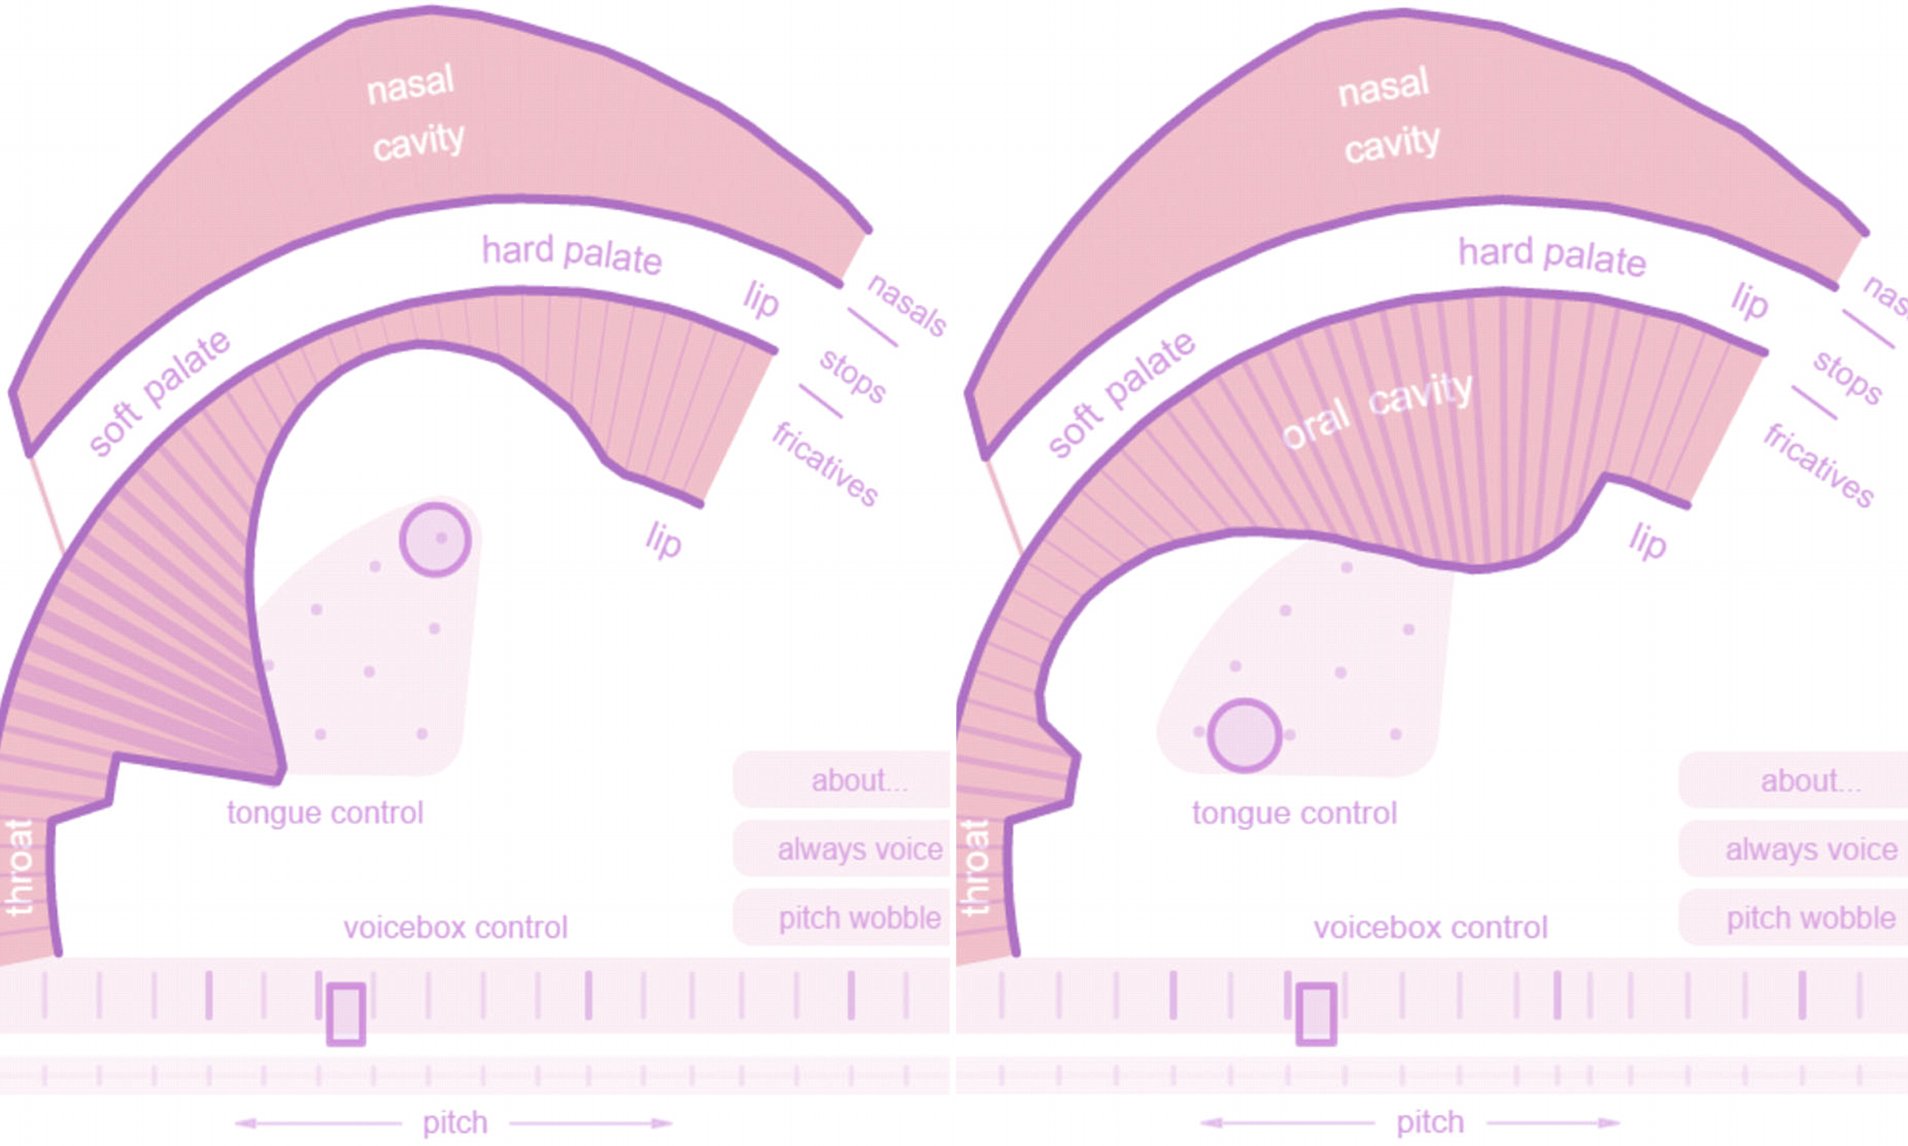 nasal
cavity
hard palate
soft palate
lip
nasals
stops
fricatives
lip
tongue control
throat
about...
always voice
pitch wobble
voicebox control
pitch
nasal
cavity
hard palate
soft palate
lip
nas
stops
fricatives
oral cavity
lip
tongue control
throat
about...
always voice
pitch wobble
voicebox control
pitch